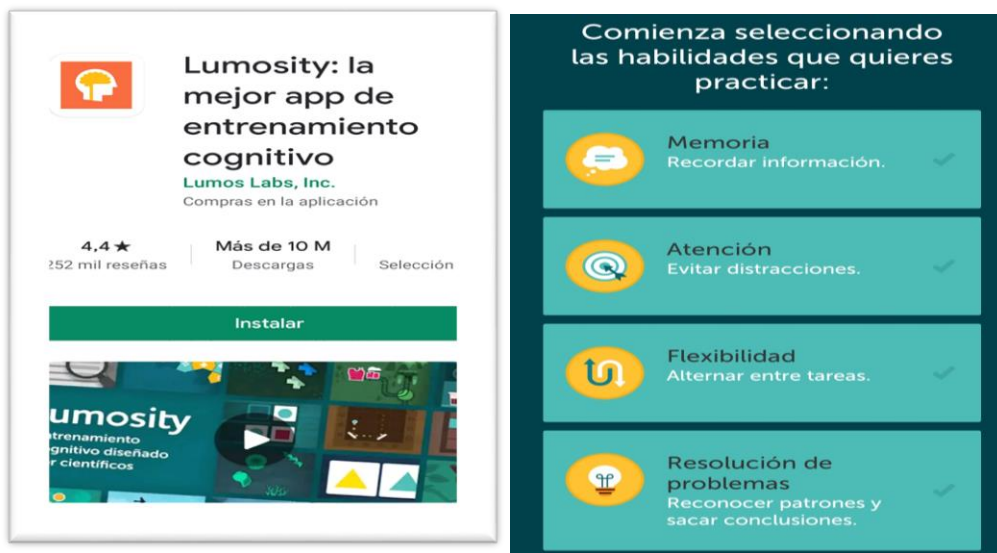 Lumosity: la
mejor app de
entrenamiento
cognitivo
Lumos Labs, Inc.
Compras en la aplicación
4,4★
252 mil reseñas
Más de 10 M
Descargas
Selección
Instalar
umosity
trenamiento
gnitivo diseñado
r científicos
Comienza seleccionando
las habilidades que quieres
practicar:
Memoria
Recordar información.
Atención
Evitar distracciones.
Flexibilidad
Alternar entre tareas.
Resolución de
problemas
Reconocer patrones y
sacar conclusiones.